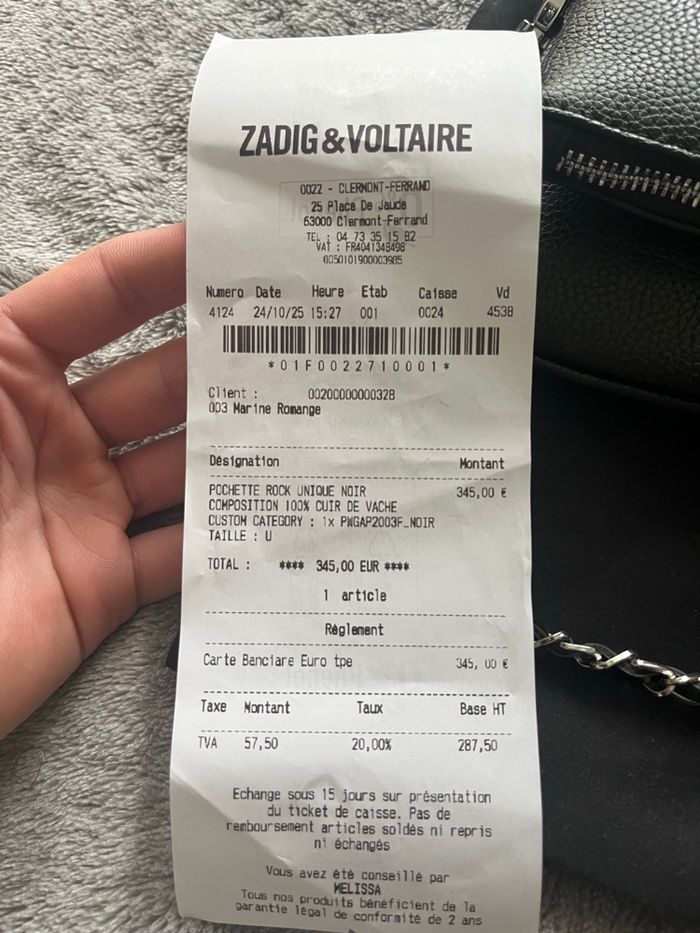 ZADIG & VOLTAIRE
0022 - CLERMONT-FERRAND
25 Place De Jaude
63000 Clermont-Ferrand
TEL : 04 73 35 15 82
VAT : FR4041348498
0050101900003985
Numero Date Heure Etab Caisse Vd
4124 24/10/25 15:27 001 0024 4538
*01F0022710001*
Client : 00200000000328
003 Marine Romange
Désignation Montant
POCHETTE ROCK UNIQUE NOIR 345,00 €
COMPOSITION 100% CUIR DE VACHE
CUSTOM CATEGORY : 1x PWGAP2003F_NOIR
TAILLE : U
TOTAL : **** 345,00 EUR ****
1 article
Règlement
Carte Banciare Euro tpe 345, 00 €
Taxe Montant Taux Base HT
TVA 57,50 20,00% 287,50
Echange sous 15 jours sur présentation
du ticket de caisse. Pas de
remboursement articles soldés ni repris
ni échangés
Vous avez été conseillé par
MELISSA
Tous nos produits bénéficient de la
garantie légal de conformité de 2 ans